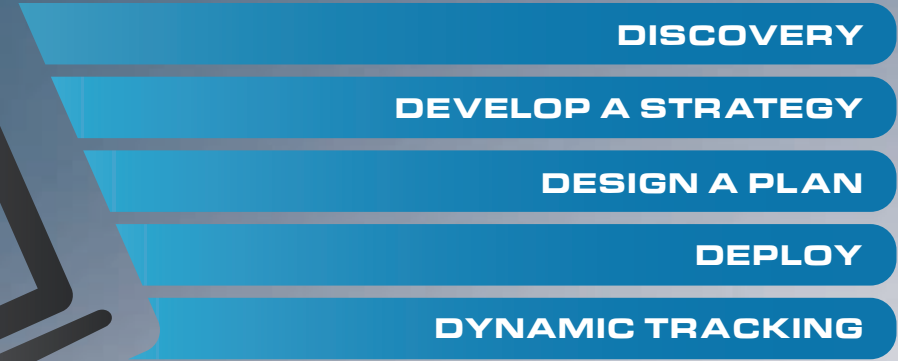 DISCOVERY
DEVELOP A STRATEGY
DESIGN A PLAN
DEPLOY
DYNAMIC TRACKING